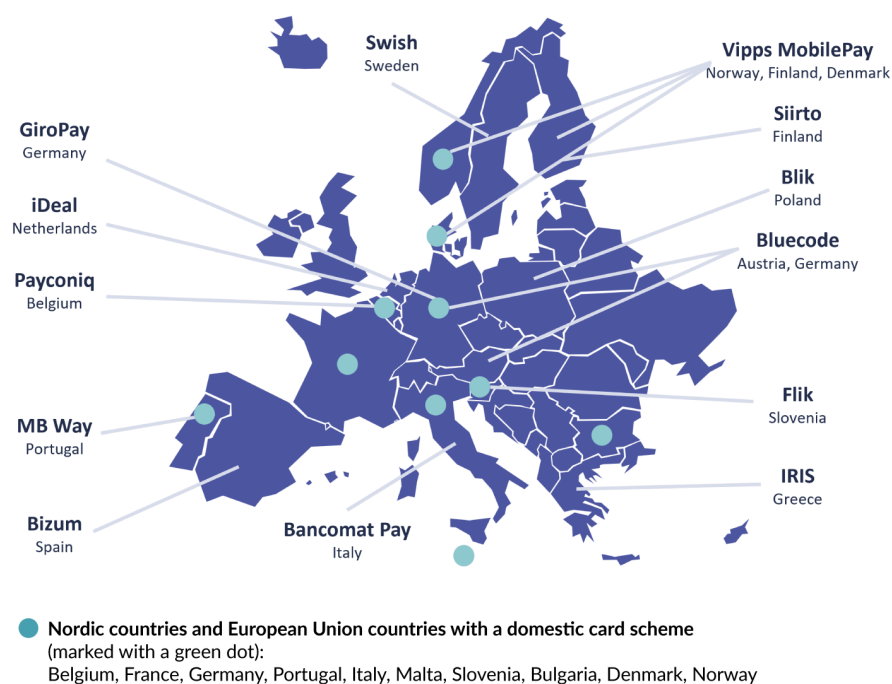 Swish
Sweden
Vipps MobilePay
Norway, Finland, Denmark
GiroPay
Germany
Siirto
Finland
iDeal
Netherlands
Blik
Poland
Payconiq
Belgium
Bluecode
Austria, Germany
MB Way
Portugal
Flik
Slovenia
Bizum
Spain
Bancomat Pay
Italy
IRIS
Greece
Nordic countries and European Union countries with a domestic card scheme
(marked with a green dot):
Belgium, France, Germany, Portugal, Italy, Malta, Slovenia, Bulgaria, Denmark, Norway